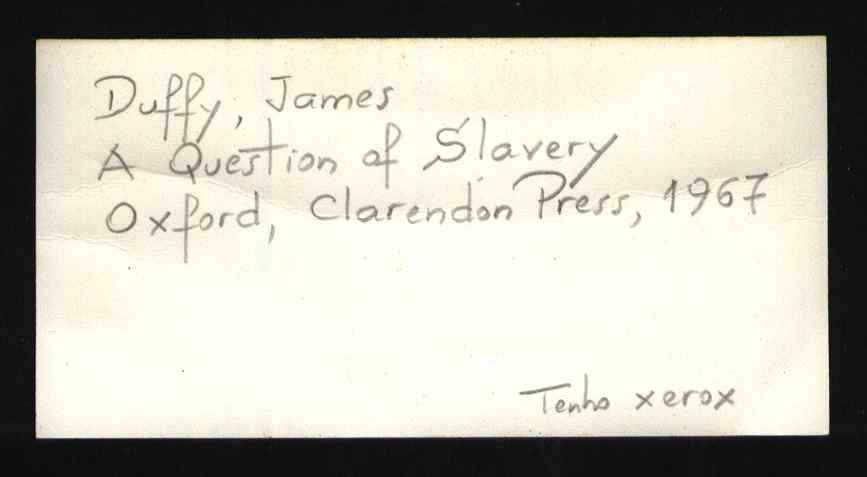 Duffy, James
A Question of Slavery
Oxford, Clarendon Press, 1967
Tenho xerox